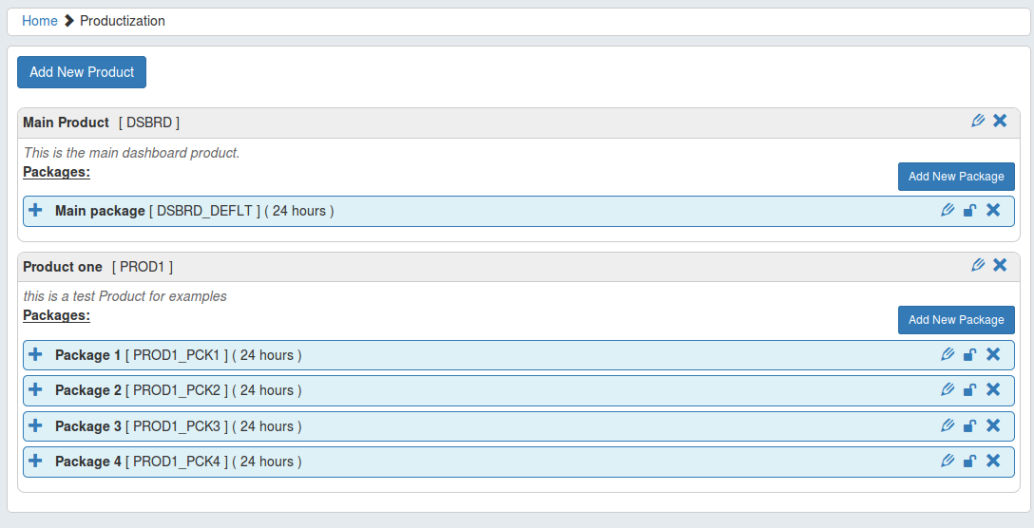 Home Productization
Add New Product
Main Product [ DSBRD ]
This is the main dashboard product.
Packages:
Add New Package
Main package [ DSBRD_DEFLT ] ( 24 hours )
Product one [ PROD1 ]
this is a test Product for examples
Packages:
Add New Package
Package 1 [ PROD1_PCK1 ] ( 24 hours )
Package 2 [ PROD1_PCK2 ] ( 24 hours )
Package 3 [ PROD1_PCK3 ] ( 24 hours )
Package 4 [ PROD1_PCK4 ] ( 24 hours )